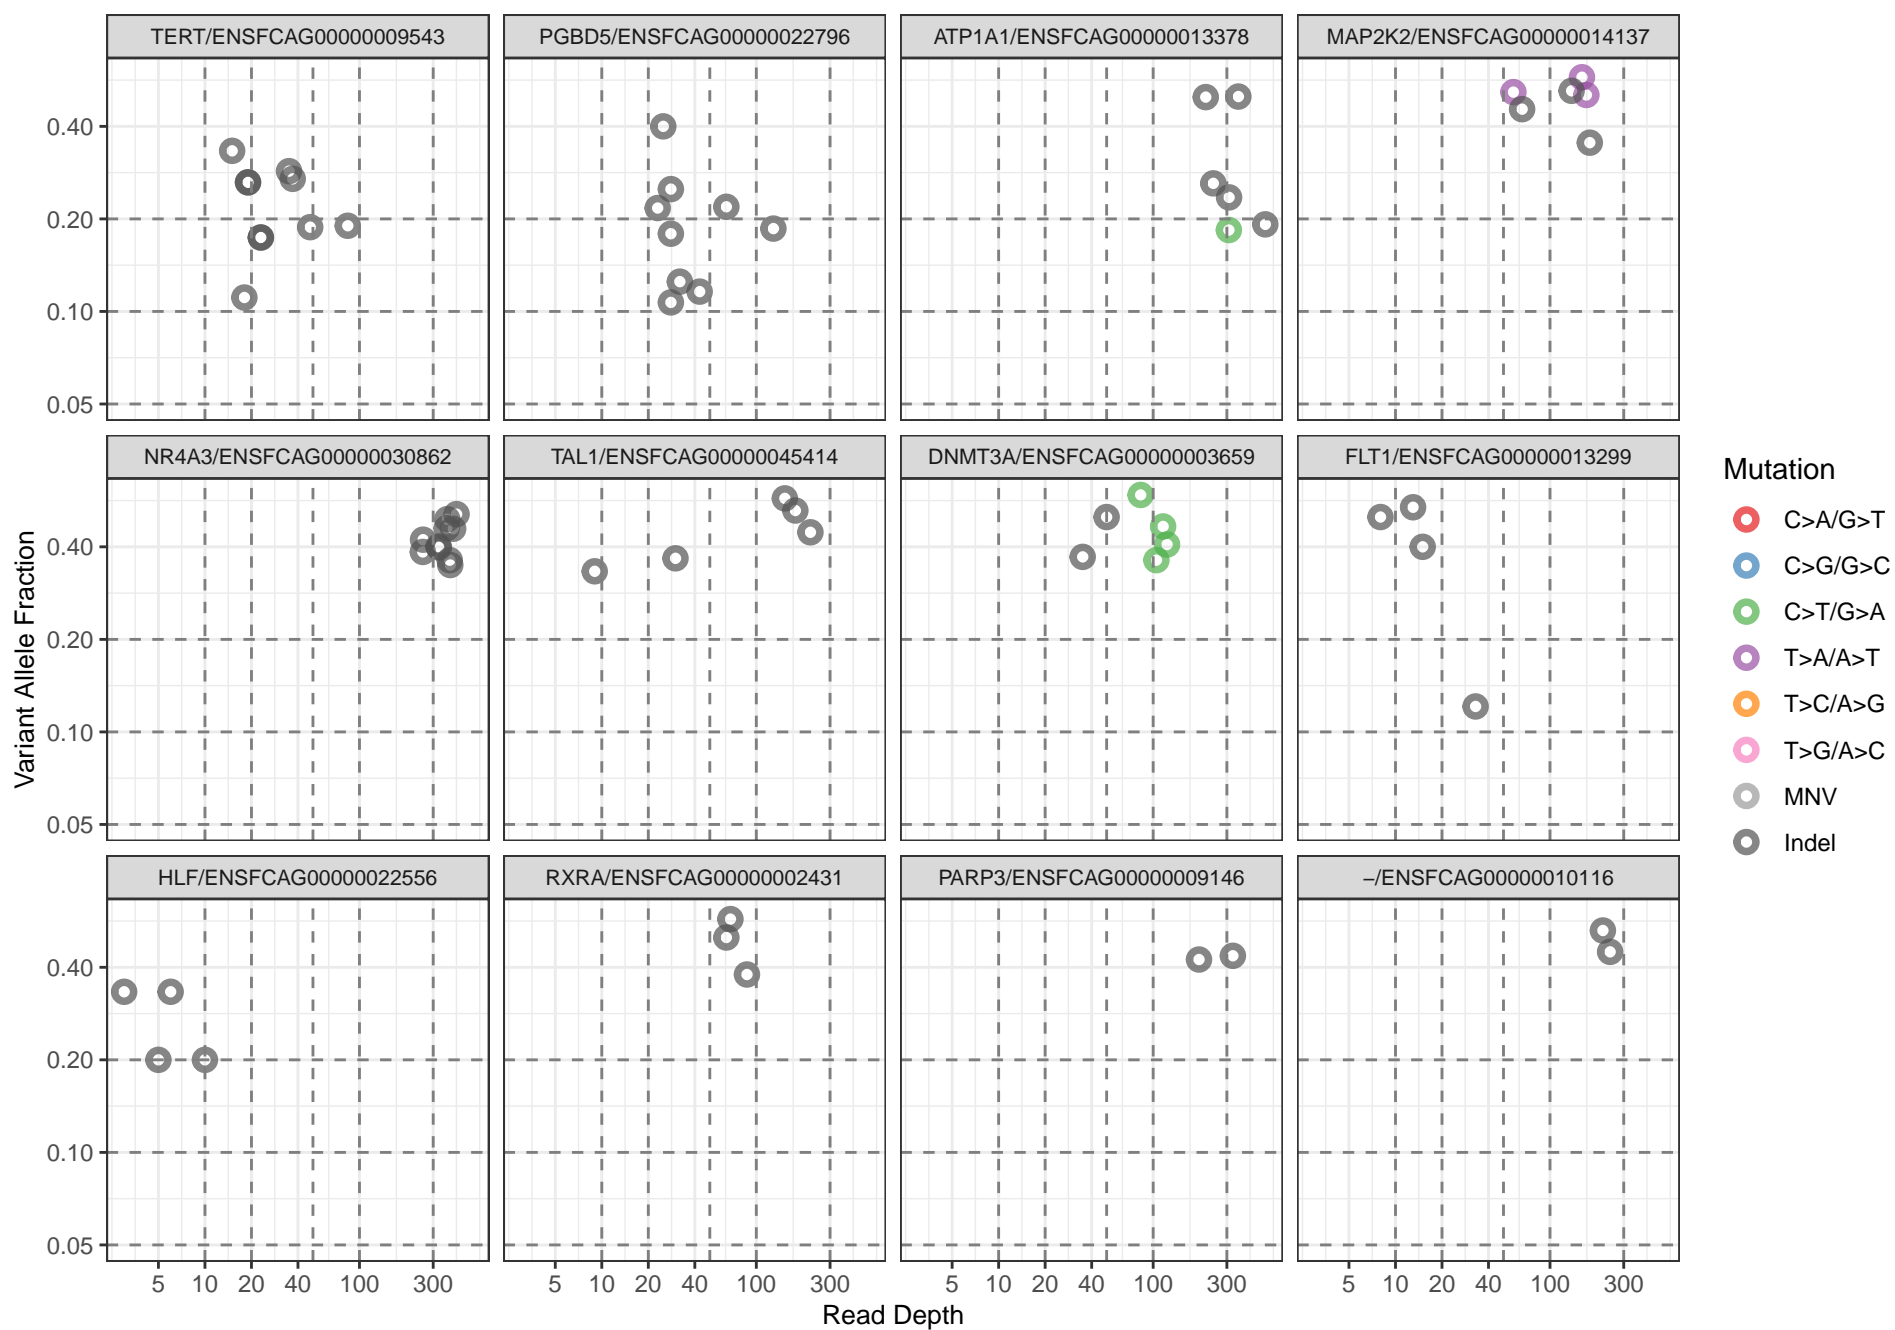 TERT/ENSFCAG00000009543 PGBD5/ENSFCAG00000022796 ATP1A1/ENSFCAG00000013378 MAP2K2/ENSFCAG00000014137
0.40
0.20
0.10
0.05
NR4A3/ENSFCAG00000030862 TAL1/ENSFCAG00000045414 DNMT3A/ENSFCAG00000003659 FLT1/ENSFCAG00000013299
0.40
0.20
0.10
0.05
HLF/ENSFCAG00000022556 RXRA/ENSFCAG00000002431 PARP3/ENSFCAG00000009146 –/ENSFCAG00000010116
0.40
0.20
0.10
0.05
5 10 20 40 100 300 5 10 20 40 100 300 5 10 20 40 100 300 5 10 20 40 100 300
Read Depth
Variant Allele Fraction
Mutation
C>A/G>T
C>G/G>C
C>T/G>A
T>A/A>T
T>C/A>G
T>G/A>C
MNV
Indel